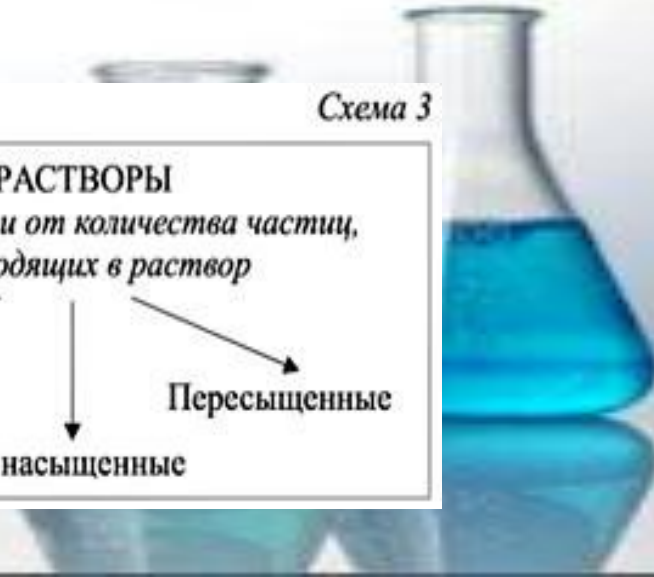 Схема 3
РАСТВОРЫ
и от количества частиц,
одящих в раствор
Пересыщенные
насыщенные